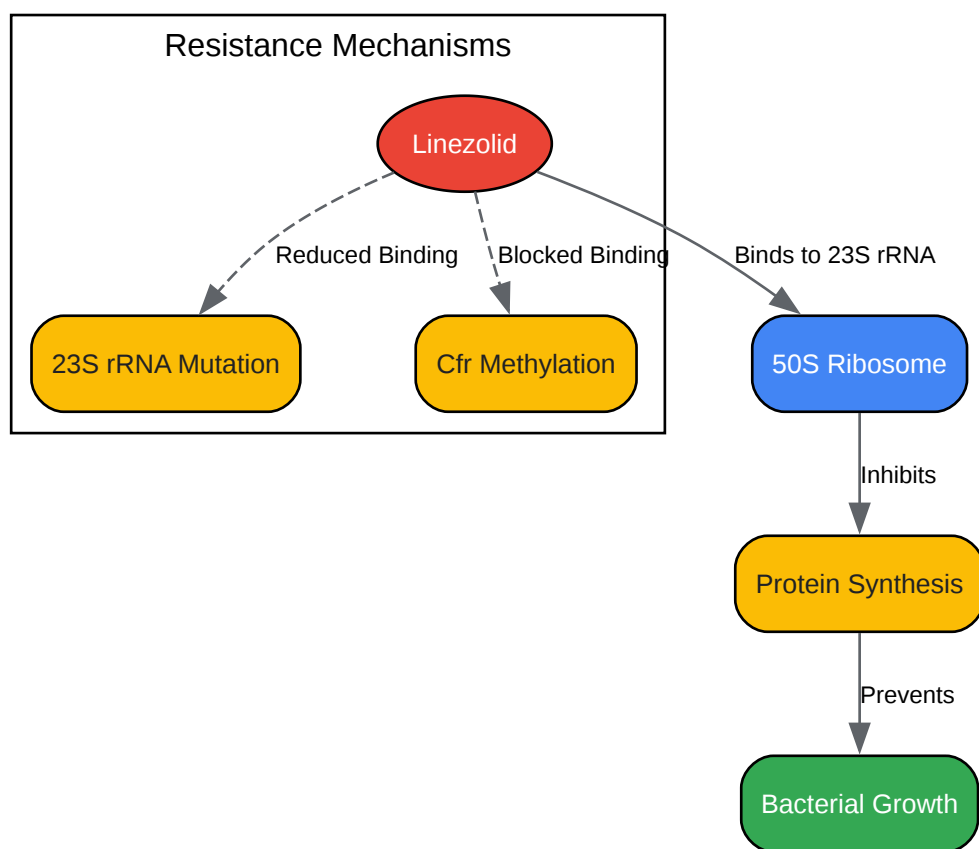 Resistance Mechanisms
Linezolid
Reduced Binding
Blocked Binding
Binds to 23S rRNA
23S rRNA Mutation
Cfr Methylation
50S Ribosome
Inhibits
Protein Synthesis
Prevents
Bacterial Growth